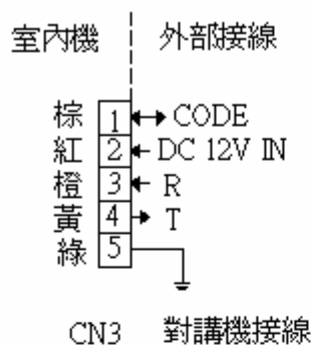 室內機 外部接線
棕 1 CODE
紅 2 DC 12V IN
橙 3 R
黃 4 T
綠 5
CN3 對講機接線